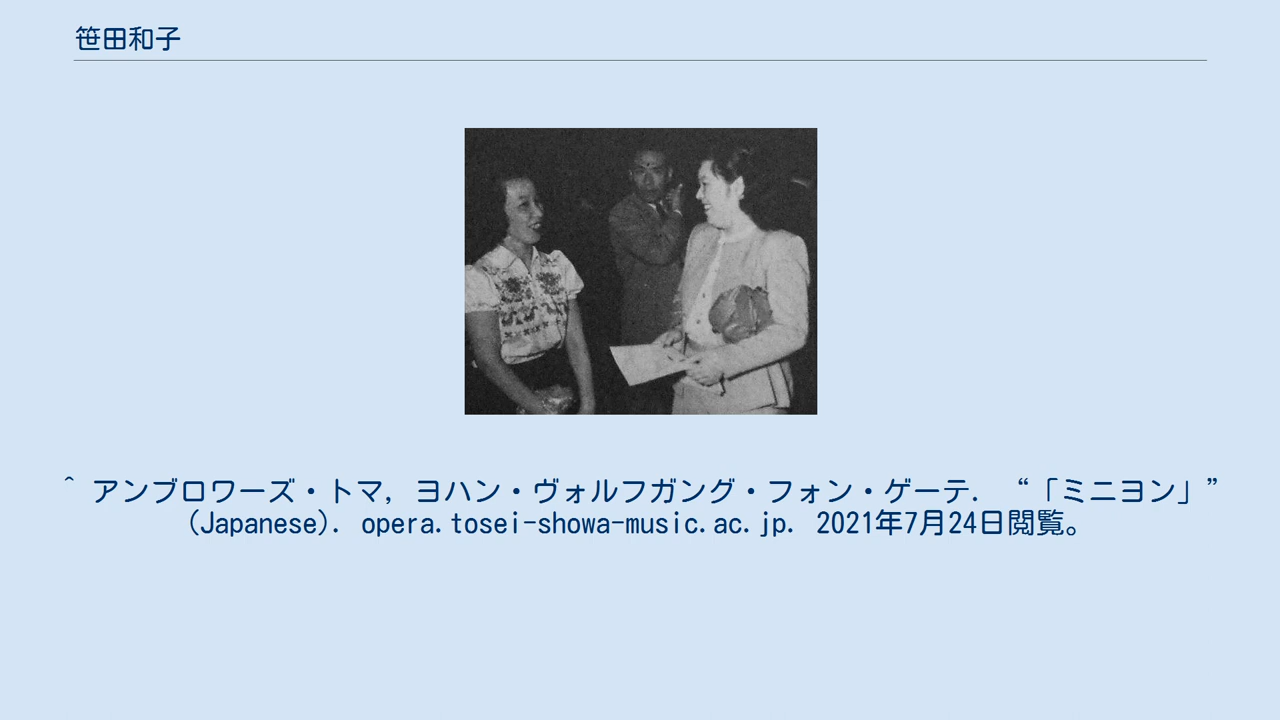 笹田和子
^ アンブロワーズ・トマ, ヨハン・ヴォルフガング・フォン・ゲーテ. “「ミニヨン」”
(Japanese). opera.tosei-showa-music.ac.jp. 2021年7月24日閲覧。